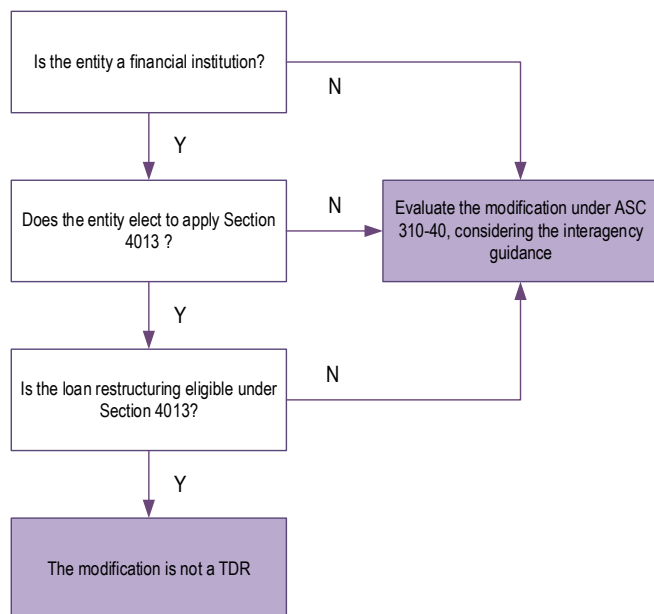 Is the entity a financial institution?
N
Y
Does the entity elect to apply Section
4013 ?
N
Evaluate the modification under ASC
310-40, considering the interagency
guidance
Y
Is the loan restructuring eligible under
Section 4013?
N
Y
The modification is not a TDR